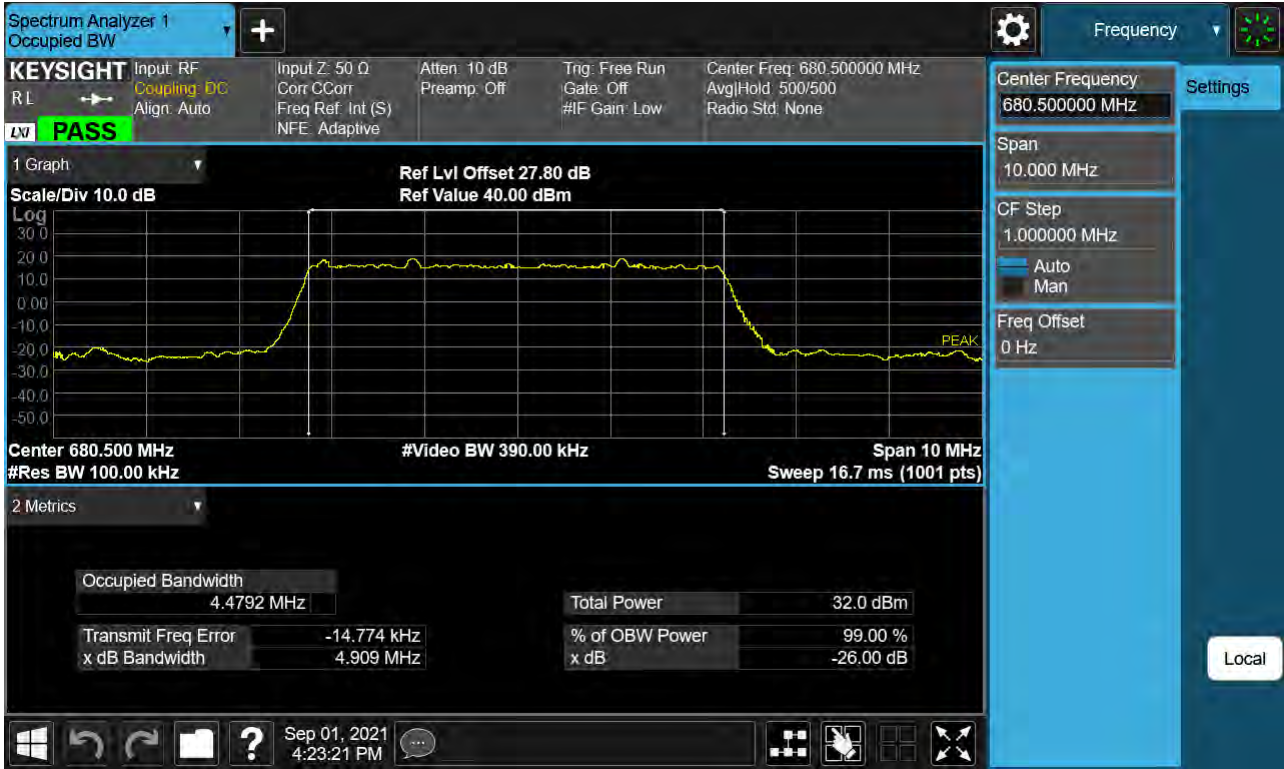 Spectrum Analyzer 1
Occupied BW
Frequency
KEYSIGHT
RL
LXI PASS
Input: RF
Coupling: DC
Align: Auto
Input Z: 50 Ω
Corr CCorr
Freq Ref: Int (S)
NFE: Adaptive
Atten: 10 dB
Preamp: Off
Trig: Free Run
Gate: Off
#IF Gain: Low
Center Freq: 680.500000 MHz
Avg|Hold: 500/500
Radio Std: None
Center Frequency
680.500000 MHz
Settings
Span
10.000 MHz
CF Step
1.000000 MHz
Auto
Man
Freq Offset
0 Hz
Local
1 Graph
Scale/Div 10.0 dB
Ref Lvl Offset 27.80 dB
Ref Value 40.00 dBm
Log
30.0
20.0
10.0
0.00
-10.0
-20.0
-30.0
-40.0
-50.0
PEAK
Center 680.500 MHz
#Video BW 390.00 kHz
Span 10 MHz
#Res BW 100.00 kHz
Sweep 16.7 ms (1001 pts)
2 Metrics
Occupied Bandwidth
4.4792 MHz
Total Power 32.0 dBm
Transmit Freq Error -14.774 kHz
% of OBW Power 99.00 %
x dB Bandwidth 4.909 MHz
x dB -26.00 dB
?
Sep 01, 2021
4:23:21 PM